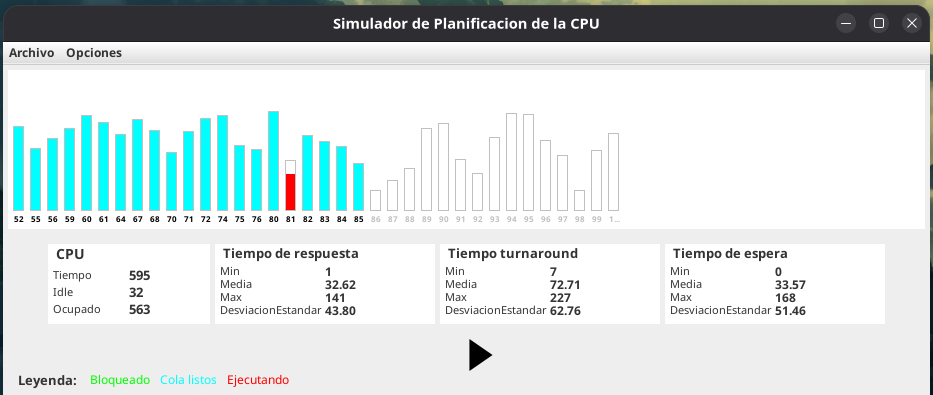 Simulador de Planificacion de la CPU
Archivo Opciones
52 55 56 59 60 61 64 67 68 70 71 72 74 75 76 80 81 82 83 84 85 86 87 88 89 90 91 92 93 94 95 96 97 98 99 1...
CPU
Tiempo 595
Idle 32
Ocupado 563
Tiempo de respuesta
Min 1
Media 32.62
Max 141
DesviacionEstandar 43.80
Tiempo turnaround
Min 7
Media 72.71
Max 227
DesviacionEstandar 62.76
Tiempo de espera
Min 0
Media 33.57
Max 168
DesviacionEstandar 51.46
Leyenda: Bloqueado Cola listos Ejecutando